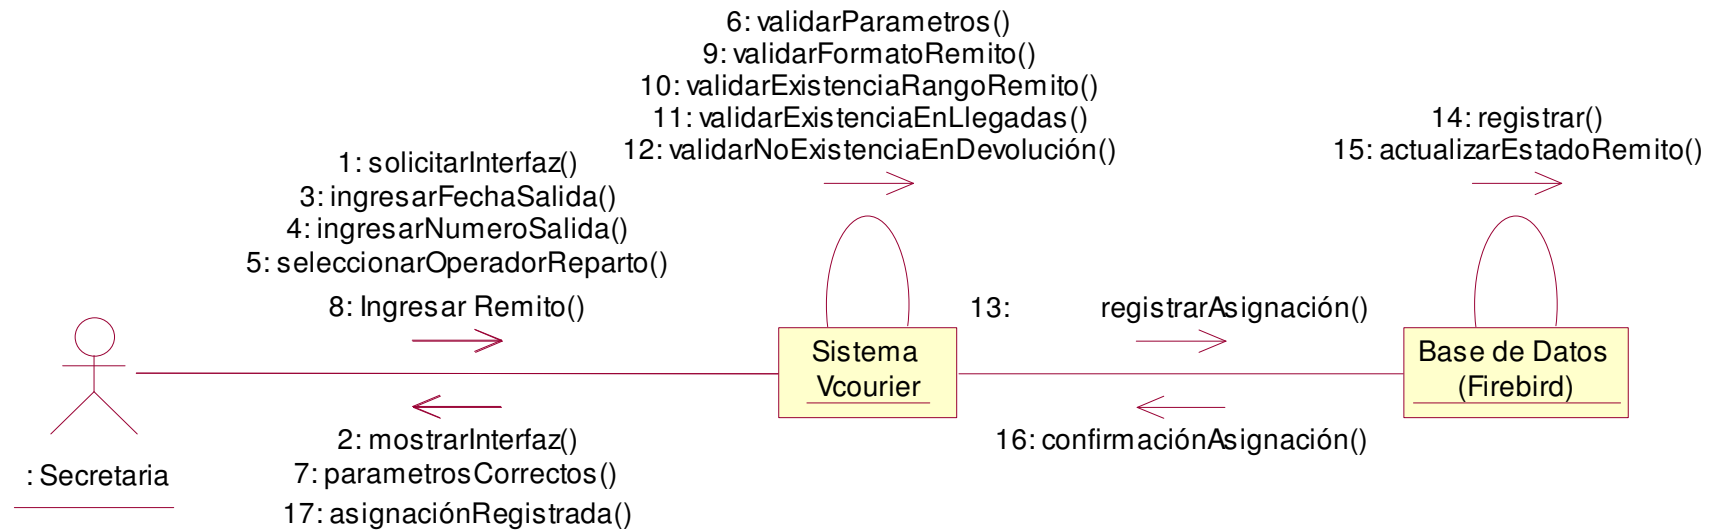 6: validarParametros()
9: validarFormatoRemito()
10: validarExistenciaRangoRemito()
11: validarExistenciaEnLlegadas()
12: validarNoExistenciaEnDevolución()
14: registrar()
15: actualizarEstadoRemito()
1: solicitarInterfaz()
3: ingresarFechaSalida()
4: ingresarNumeroSalida()
5: seleccionarOperadorReparto()
8: Ingresar Remito()
13: registrarAsignación()
Sistema
Vcourier
Base de Datos
(Firebird)
2: mostrarInterfaz()
7: parametrosCorrectos()
17: asignaciónRegistrada()
16: confirmaciónAsignación()
: Secretaria